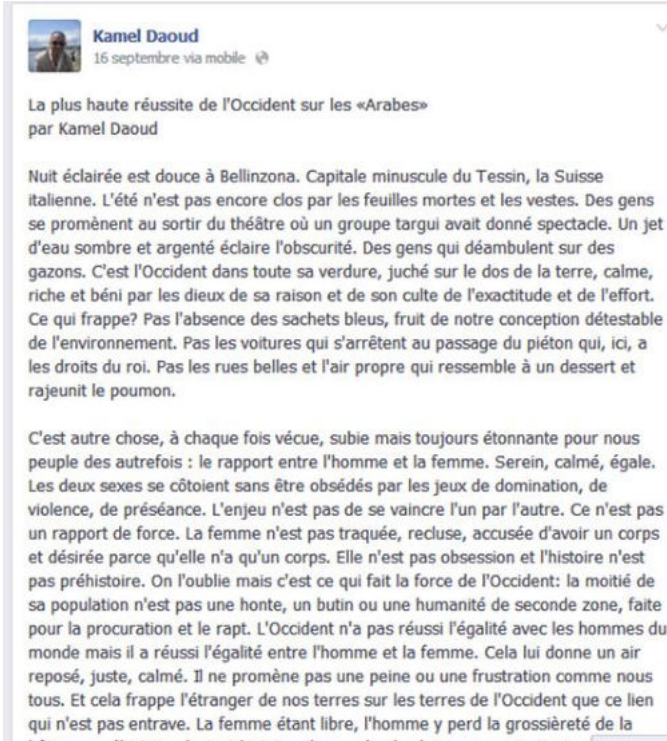 Kamel Daoud
16 septembre via mobile
La plus haute réussite de l'Occident sur les «Arabes»
par Kamel Daoud
Nuit éclairée est douce à Bellinzona. Capitale minuscule du Tessin, la Suisse
italienne. L'été n'est pas encore clos par les feuilles mortes et les vestes. Des gens
se promènent au sortir du théâtre où un groupe targui avait donné spectacle. Un jet
d'eau sombre et argenté éclaire l'obscurité. Des gens qui déambulent sur des
gazons. C'est l'Occident dans toute sa verdure, juché sur le dos de la terre, calme,
riche et béni par les dieux de sa raison et de son culte de l'exactitude et de l'effort.
Ce qui frappe? Pas l'absence des sachets bleus, fruit de notre conception détestable
de l'environnement. Pas les voitures qui s'arrêtent au passage du piéton qui, ici, a
les droits du roi. Pas les rues belles et l'air propre qui ressemble à un dessert et
rajeunit le poumon.
C'est autre chose, à chaque fois vécue, subie mais toujours étonnante pour nous
peuple des autrefois : le rapport entre l'homme et la femme. Serein, calmé, égale.
Les deux sexes se côtoient sans être obsédés par les jeux de domination, de
violence, de préséance. L'enjeu n'est pas de se vaincre l'un par l'autre. Ce n'est pas
un rapport de force. La femme n'est pas traquée, recluse, accusée d'avoir un corps
et désirée parce qu'elle n'a qu'un corps. Elle n'est pas obsession et l'histoire n'est
pas préhistoire. On l'oublie mais c'est ce qui fait la force de l'Occident: la moitié de
sa population n'est pas une honte, un butin ou une humanité de seconde zone, faite
pour la procuration et le rapt. L'Occident n'a pas réussi l'égalité avec les hommes du
monde mais il a réussi l'égalité entre l'homme et la femme. Cela lui donne un air
reposé, juste, calmé. Il ne promène pas une peine ou une frustration comme nous
tous. Et cela frappe l'étranger de nos terres sur les terres de l'Occident que ce lien
qui n'est pas entrave. La femme étant libre, l'homme y perd la grossièreté de la